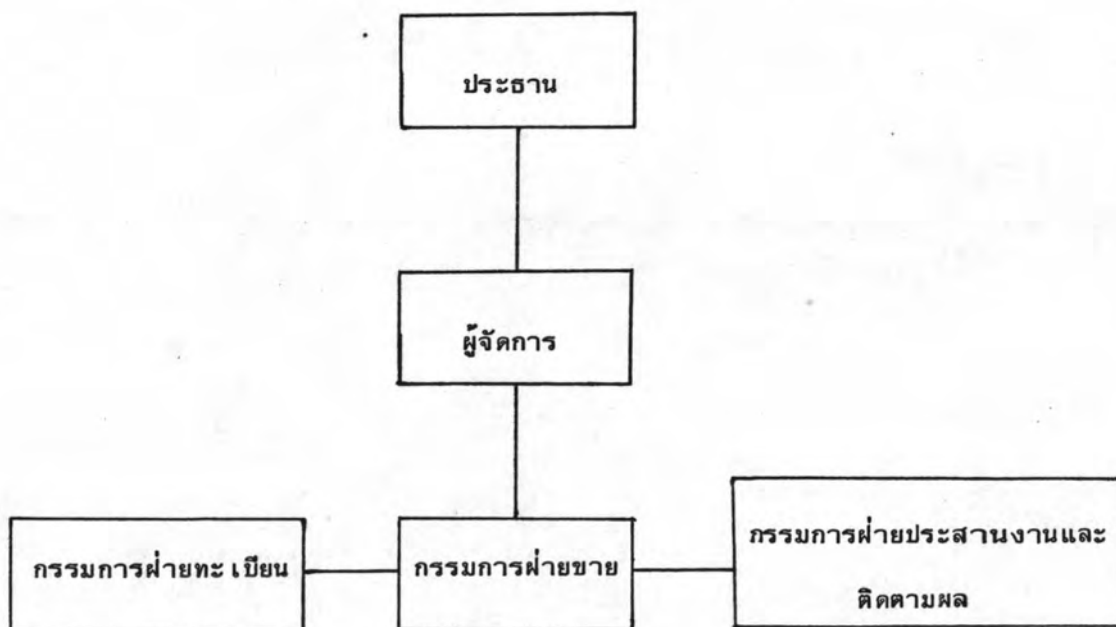 ประธาน
ผู้จัดการ
กรรมการฝ่ายทะเบียน
กรรมการฝ่ายขาย
กรรมการฝ่ายประสานงานและ
ติดตามผล